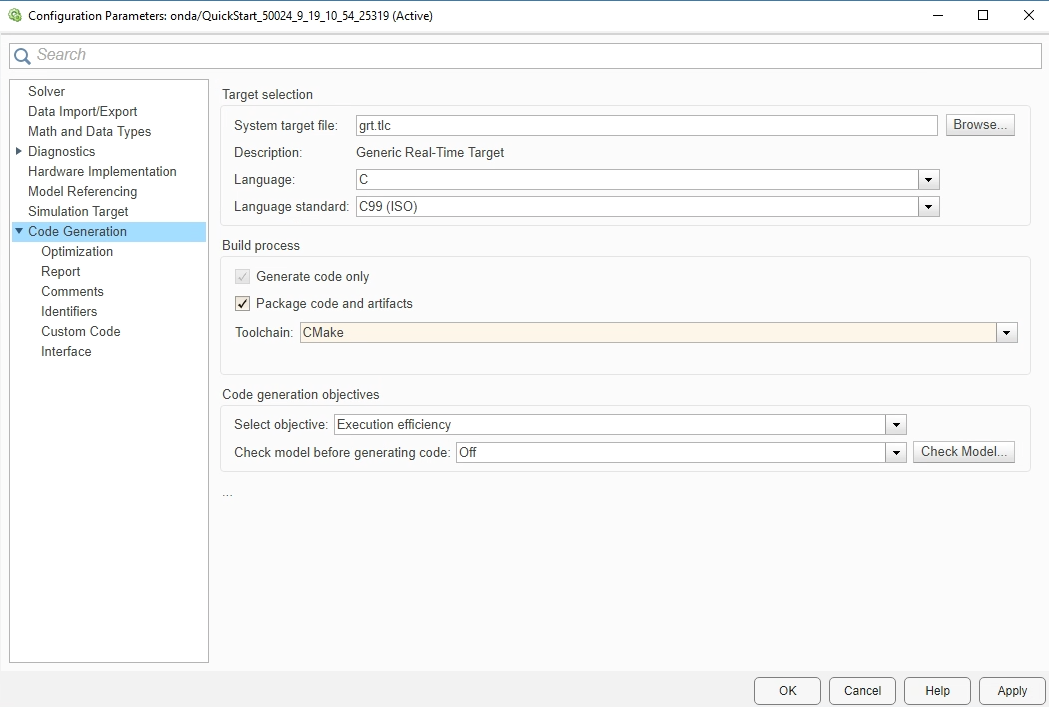 Configuration Parameters: onda/QuickStart_50024_9_19_10_54_25319 (Active)
Search
Solver
Data Import/Export
Math and Data Types
Diagnostics
Hardware Implementation
Model Referencing
Simulation Target
Code Generation
Optimization
Report
Comments
Identifiers
Custom Code
Interface
Target selection
System target file: grt.tlc Browse...
Description: Generic Real-Time Target
Language: C
Language standard: C99 (ISO)
Build process
Generate code only
Package code and artifacts
Toolchain: CMake
Code generation objectives
Select objective: Execution efficiency
Check model before generating code: Off Check Model...
...
OK Cancel Help Apply